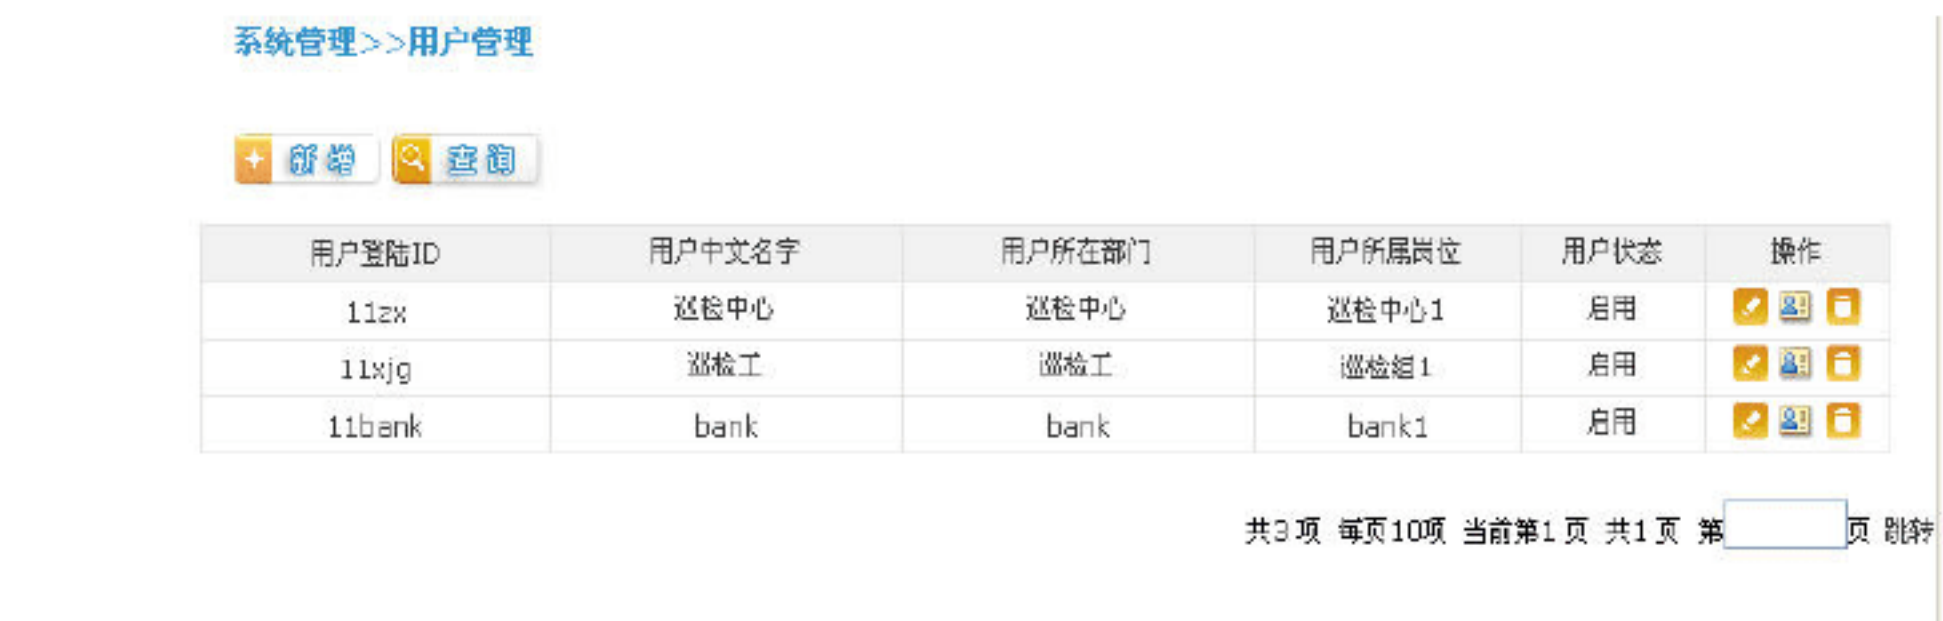 系统管理>>用户管理
新增 查询
用户登陆ID 用户中文名字 用户所在部门 用户所属岗位 用户状态 操作
11zx 巡检中心 巡检中心 巡检中心1 启用
11xjg 巡检工 巡检工 巡检组1 启用
11bank bank bank bank1 启用
共3项 每页10项 当前第1页 共1页 第 页 跳转